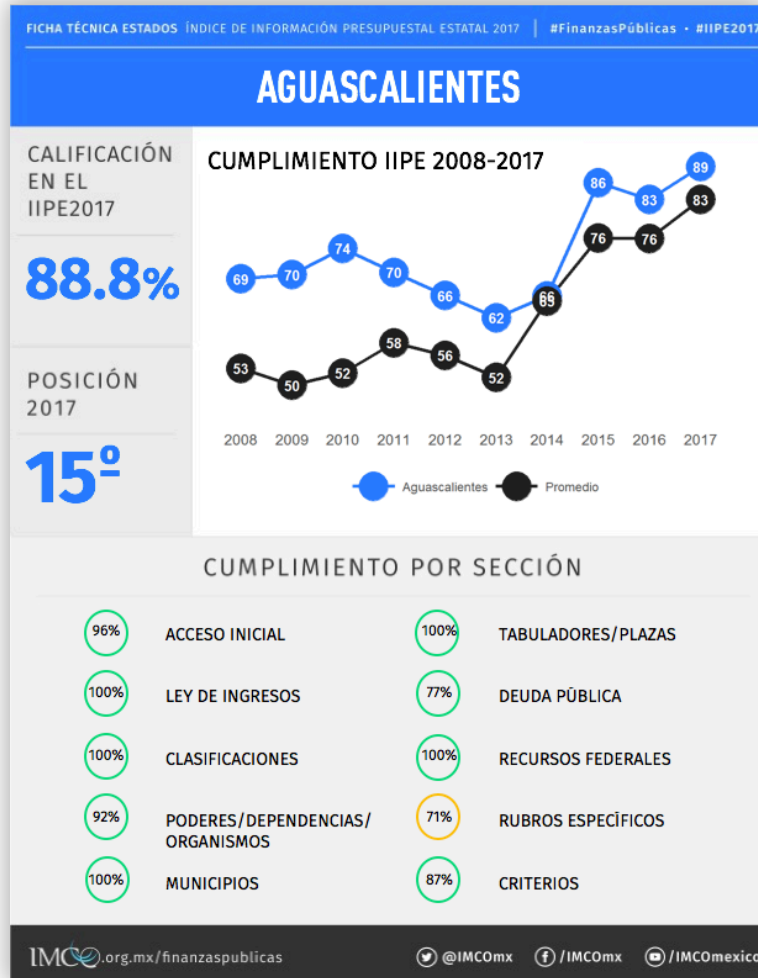 FICHA TÉCNICA ESTADOS ÍNDICE DE INFORMACIÓN PRESUPUESTAL ESTATAL 2017 | #FinanzasPúblicas · #IIPE2017
AGUASCALIENTES
CALIFICACIÓN
EN EL
IIPE2017
88.8%
POSICIÓN
2017
15º
CUMPLIMIENTO IIPE 2008-2017
69 70 74 70 66 62 66 86 83 89
53 50 52 58 56 52 65 76 76 83
2008 2009 2010 2011 2012 2013 2014 2015 2016 2017
Aguascalientes Promedio
CUMPLIMIENTO POR SECCIÓN
96% ACCESO INICIAL
100% LEY DE INGRESOS
100% CLASIFICACIONES
92% PODERES/DEPENDENCIAS/
ORGANISMOS
100% MUNICIPIOS
100% TABULADORES/PLAZAS
77% DEUDA PÚBLICA
100% RECURSOS FEDERALES
71% RUBROS ESPECÍFICOS
87% CRITERIOS
IMCO.org.mx/finanzaspublicas @IMCOmx /IMCOmx /IMCOmexico